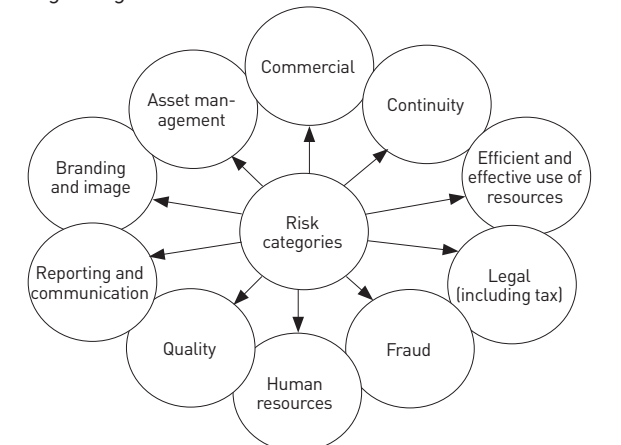 Commercial
Continuity
Efficient and
effective use of
resources
Legal
(including tax)
Fraud
Human
resources
Quality
Reporting and
communication
Branding
and image
Asset man-
agement
Risk
categories